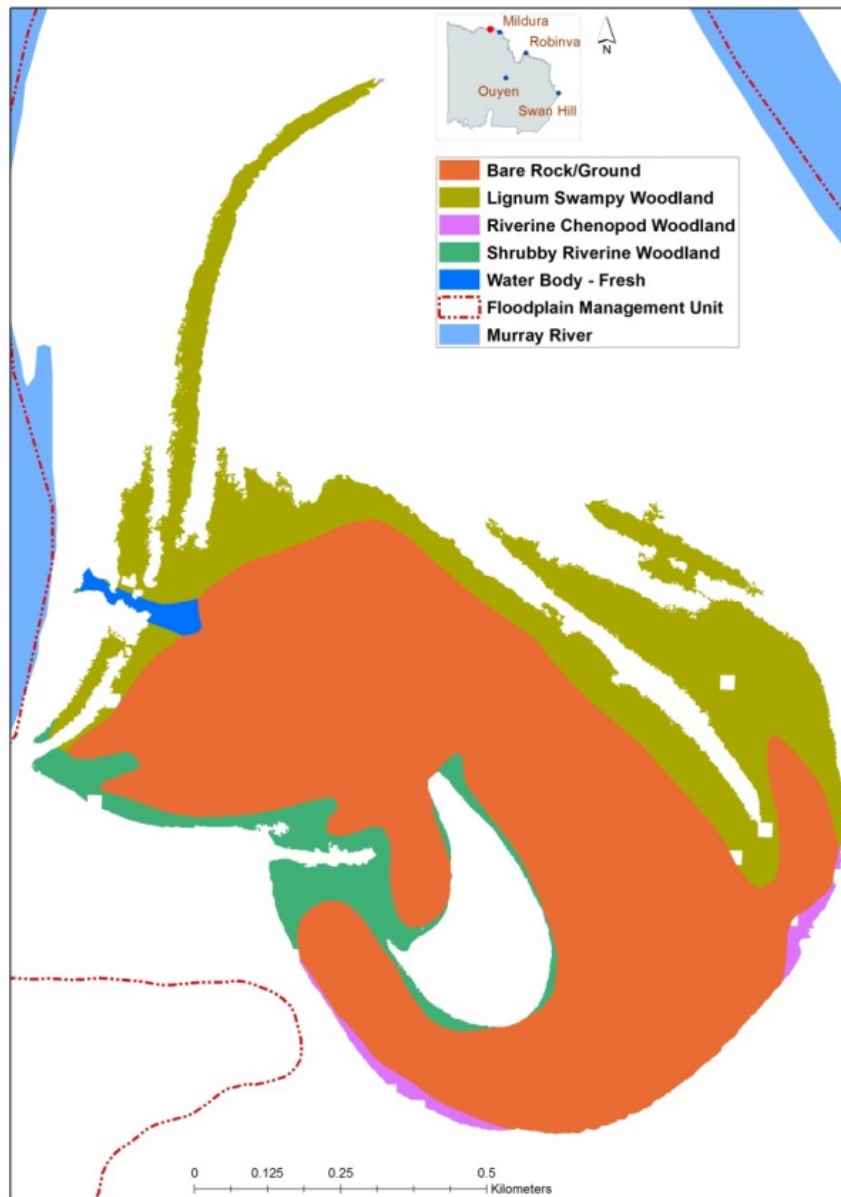 Mildura
Robinva
Ouyen
Swan Hill
N
Bare Rock/Ground
Lignum Swampy Woodland
Riverine Chenopod Woodland
Shrubby Riverine Woodland
Water Body - Fresh
Floodplain Management Unit
Murray River
0 0.125 0.25 0.5
Kilometers